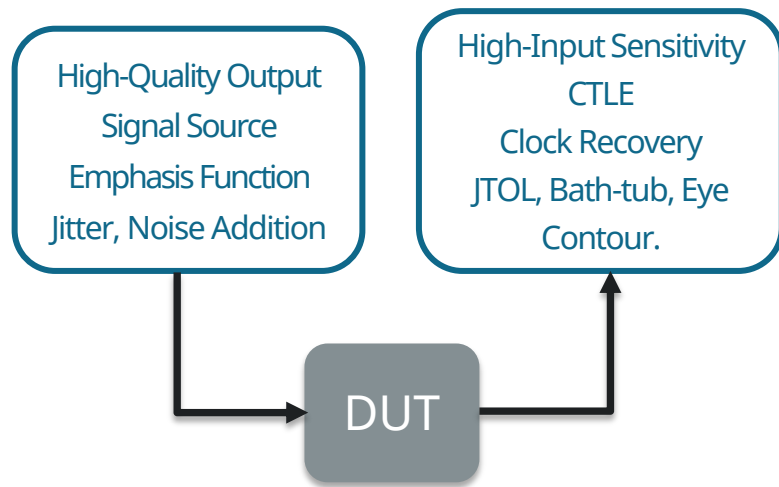 High-Quality Output
Signal Source
Emphasis Function
Jitter, Noise Addition
High-Input Sensitivity
CTLE
Clock Recovery
JTOL, Bath-tub, Eye
Contour.
DUT